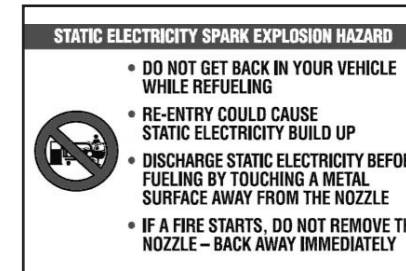 STATIC ELECTRICITY SPARK EXPLOSION HAZARD
• DO NOT GET BACK IN YOUR VEHICLE
WHILE REFUELING
• RE-ENTRY COULD CAUSE
STATIC ELECTRICITY BUILD UP
• DISCHARGE STATIC ELECTRICITY BEFO
FUELING BY TOUCHING A METAL
SURFACE AWAY FROM THE NOZZLE
• IF A FIRE STARTS, DO NOT REMOVE TH
NOZZLE – BACK AWAY IMMEDIATELY